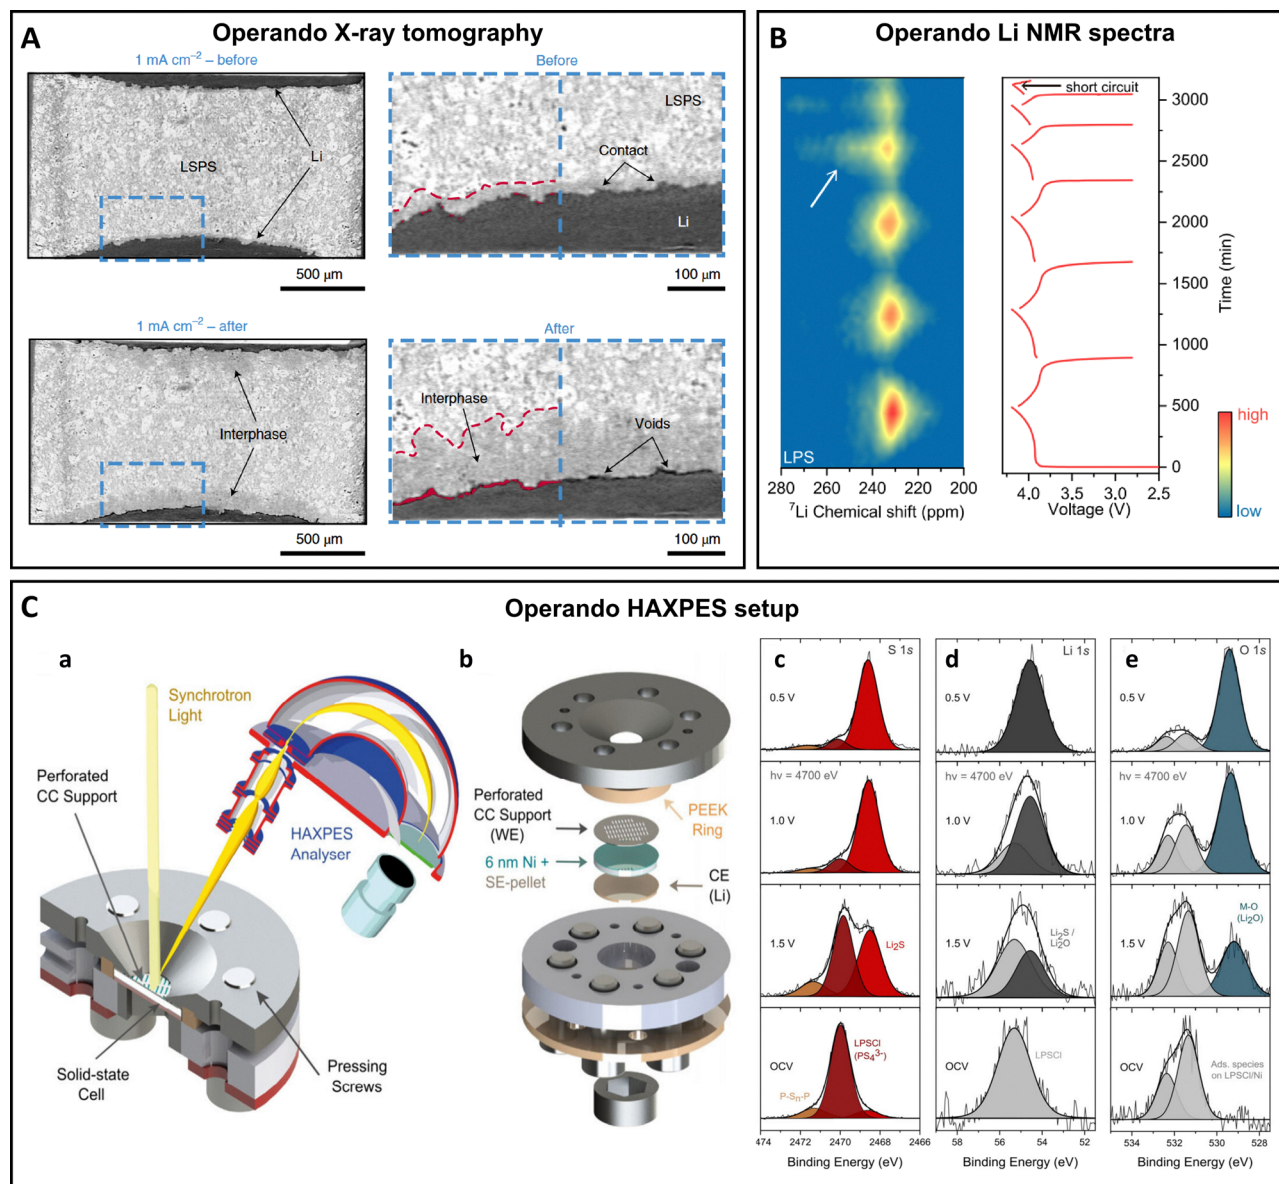 A
Operando X-ray tomography
1 mA cm⁻² – before
LSPS
Li
500 µm
Before
LSPS
Contact
Li
100 µm
1 mA cm⁻² – after
Interphase
500 µm
After
Interphase
Voids
100 µm
B
Operando Li NMR spectra
LPS
280 260 240 220 200
⁷Li Chemical shift (ppm)
short circuit
3000
2500
2000
1500
1000
500
0
Time (min)
4.0 3.5 3.0 2.5
Voltage (V)
high
low
C
Operando HAXPES setup
a
Synchrotron
Light
Perforated
CC Support
HAXPES
Analyser
Solid-state
Cell
Pressing
Screws
b
Perforated
CC Support
(WE)
PEEK
Ring
6 nm Ni +
SE-pellet
CE
(Li)
c
S 1s
0.5 V
hν = 4700 eV
1.0 V
1.5 V
Li₂S
OCV
LPSCl
(PS₄³⁻)
P-Sₙ-P
474 2472 2470 2468 2466
Binding Energy (eV)
d
Li 1s
0.5 V
hν = 4700 eV
1.0 V
1.5 V
Li₂S /
Li₂O
OCV
LPSCl
58 56 54 52
Binding Energy (eV)
e
O 1s
0.5 V
hν = 4700 eV
1.0 V
1.5 V
M-O
(Li₂O)
OCV
Ads. species
on LPSCl/Ni
534 532 530 528
Binding Energy (eV)